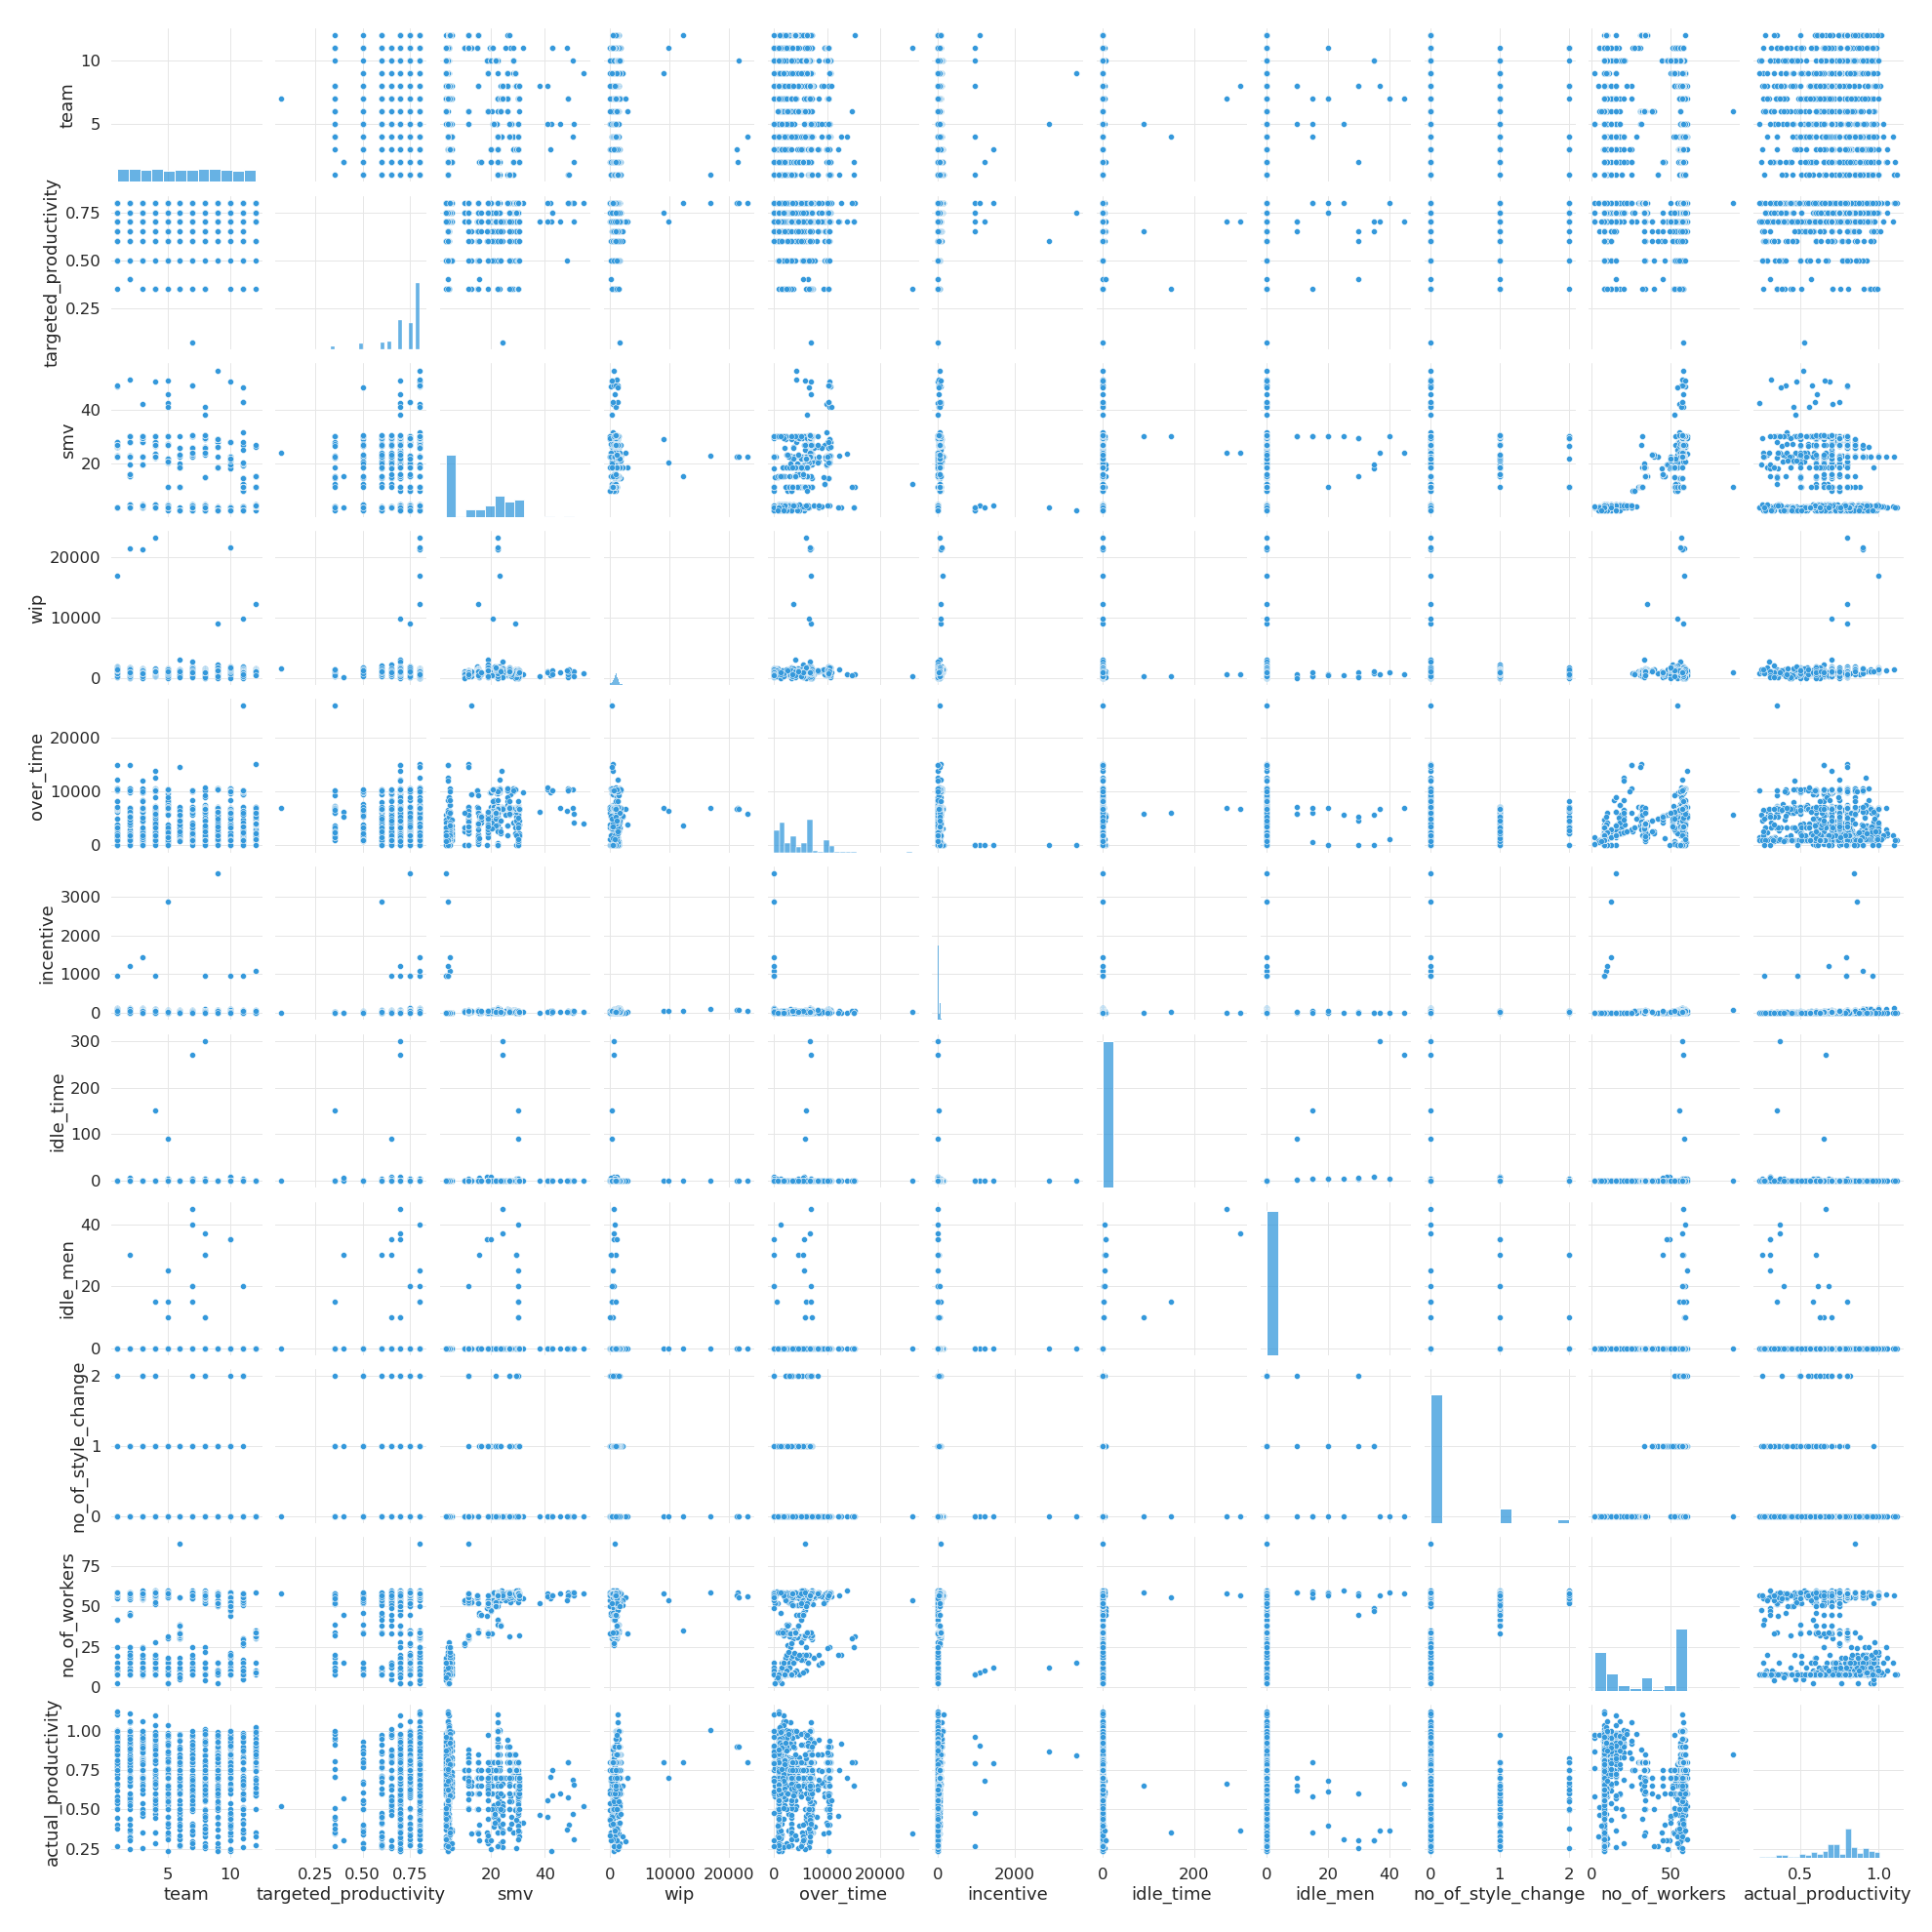 team
10
5
targeted_productivity
0.75
0.50
0.25
smv
40
20
wip
20000
10000
0
over_time
20000
10000
0
incentive
3000
2000
1000
0
idle_time
300
200
100
0
idle_men
40
20
0
no_of_style_change
2
1
0
no_of_workers
75
50
25
0
actual_productivity
1.00
0.75
0.50
0.25
5 10 0.25 0.50 0.75 20 40 0 10000 20000 0 10000 20000 0 2000 0 200 0 20 40 0 1 2 0 50 0.5 1.0
team targeted_productivity smv wip over_time incentive idle_time idle_men no_of_style_change no_of_workers actual_productivity